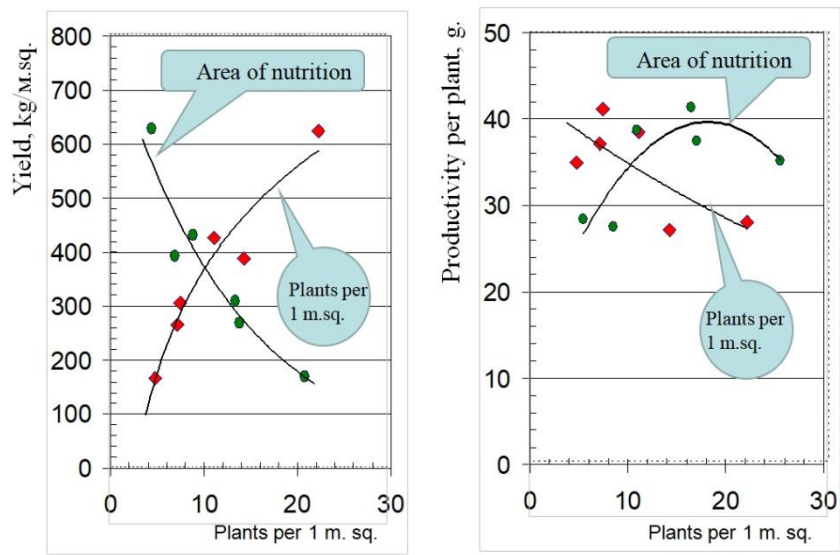 Yield, kg/м.sq.
800
700
600
500
400
300
200
100
0
0
10
20
30
Plants per 1 m. sq.
Area of nutrition
Plants per
1 m.sq.
Productivity per plant, g.
50
40
30
20
10
0
0
10
20
30
Plants per 1 m. sq.
Area of nutrition
Plants per
1 m.sq.